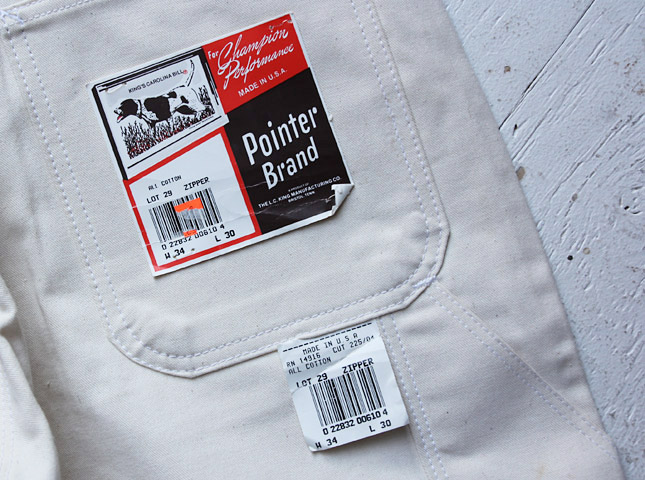 KING'S CAROLINA BILL
For Champion
Performance
MADE IN U.S.A.
Pointer
Brand
A PRODUCT OF
THE L.C. KING MANUFACTURING CO.
BRISTOL, TENN.
ALL COTTON
LOT 29 ZIPPER
0 22832 00610 4
W 34 L 30
MADE IN U S A
RN 14916 CUT 225/04
ALL COTTON
LOT 29 ZIPPER
0 22832 00610 4
W 34 L 30